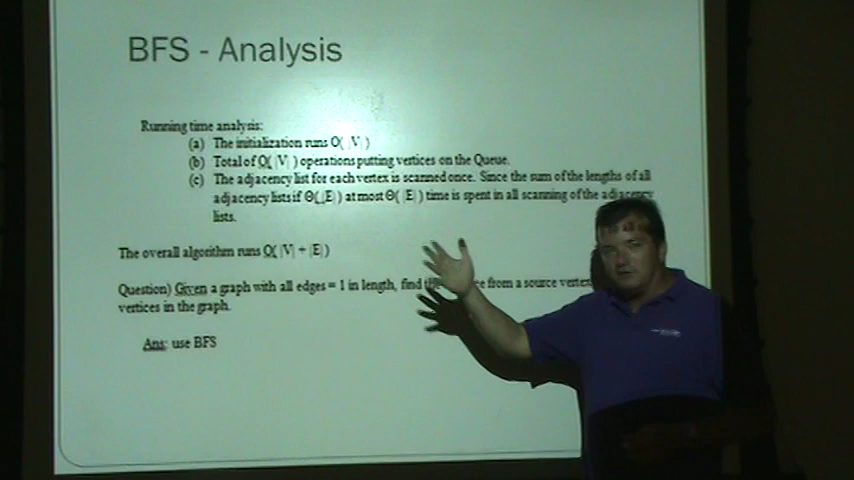 BFS - Analysis
Running time analysis:
(a) The initialization runs O( |V| )
(b) Total of O( |V| ) operations putting vertices on the Queue.
(c) The adjacency list for each vertex is scanned once. Since the sum of the lengths of all
adjacency lists if Θ( |E| ) at most Θ( |E| ) time is spent in all scanning of the adjacency
lists.
The overall algorithm runs O( |V| + |E| )
Question) Given a graph with all edges = 1 in length, find from a source vertex
vertices in the graph.
Ans: use BFS